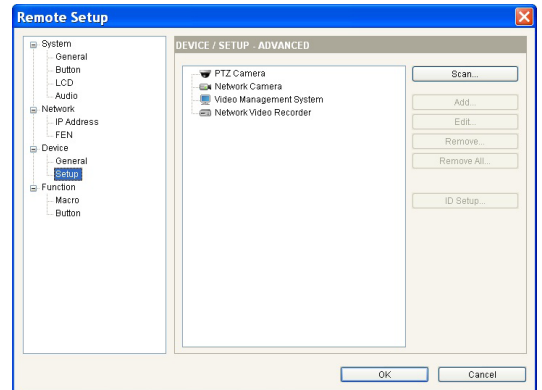 Remote Setup
System
General
Button
LCD
Audio
Network
IP Address
FEN
Device
General
Setup
Function
Macro
Button
DEVICE / SETUP - ADVANCED
PTZ Camera
Network Camera
Video Management System
Network Video Recorder
Scan...
Add...
Edit...
Remove...
Remove All...
ID Setup...
OK
Cancel